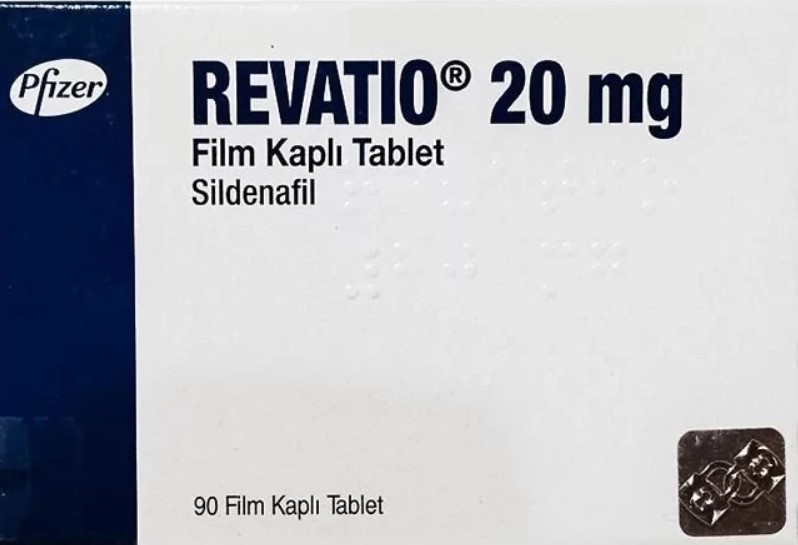 Pfizer
REVATIO® 20 mg
Film Kaplı Tablet
Sildenafil
90 Film Kaplı Tablet